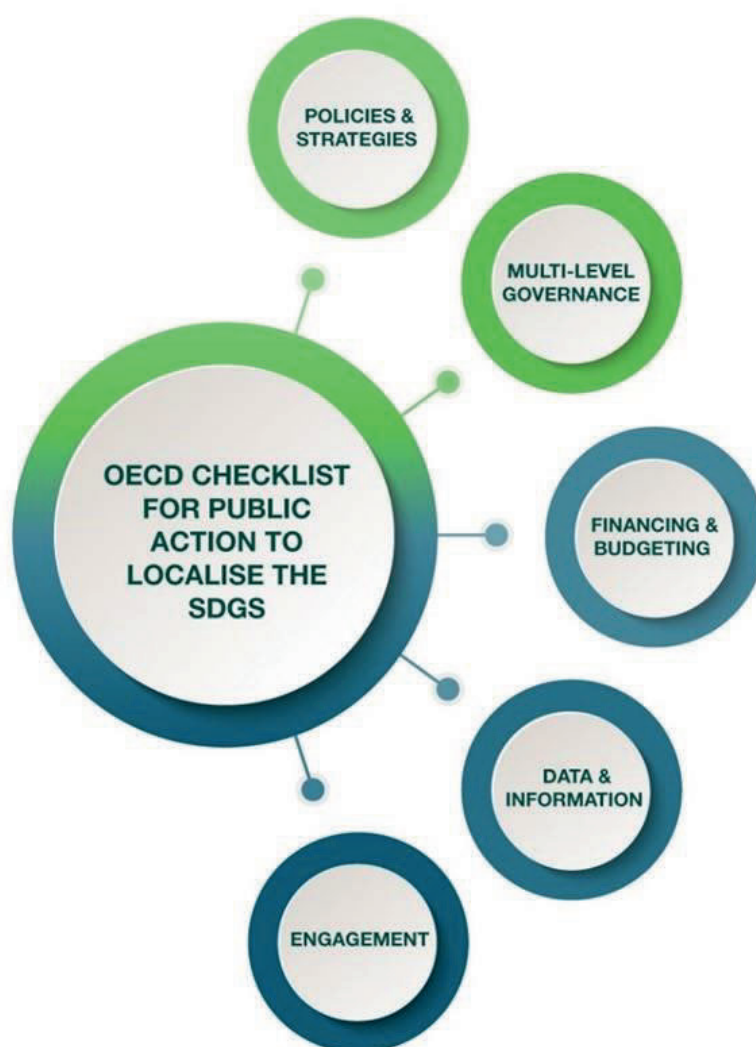 POLICIES &
STRATEGIES
MULTI-LEVEL
GOVERNANCE
OECD CHECKLIST
FOR PUBLIC
ACTION TO
LOCALISE THE
SDGS
FINANCING &
BUDGETING
DATA &
INFORMATION
ENGAGEMENT